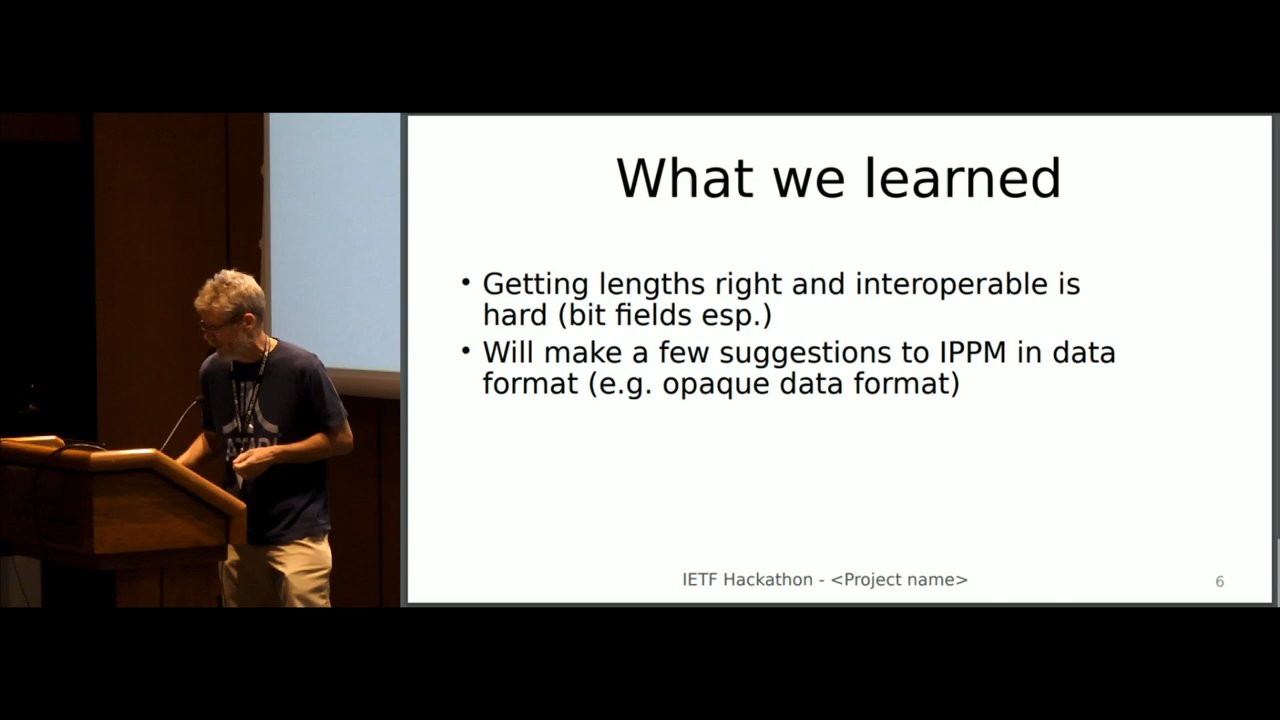 What we learned
• Getting lengths right and interoperable is
hard (bit fields esp.)
• Will make a few suggestions to IPPM in data
format (e.g. opaque data format)
IETF Hackathon - <Project name>
6
ATARI